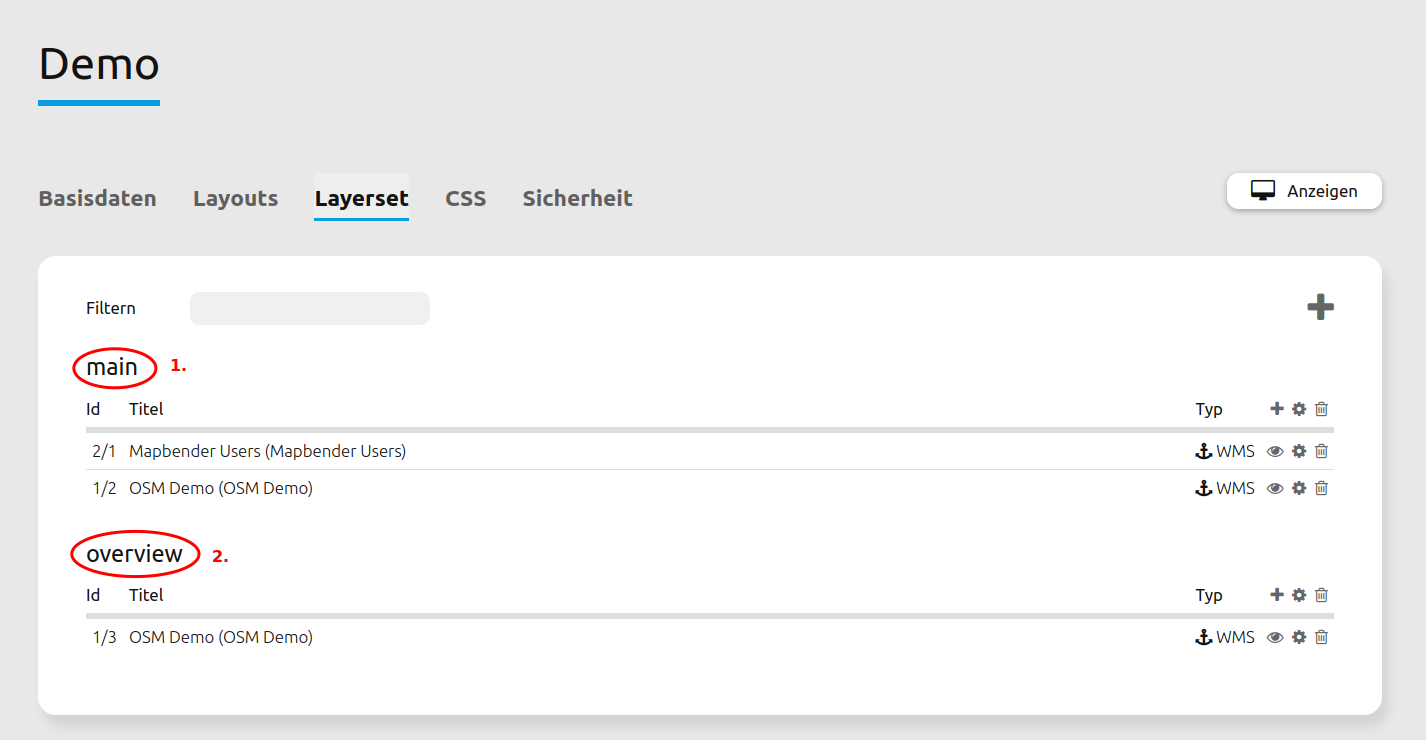 Demo
Basisdaten Layouts Layerset CSS Sicherheit Anzeigen
Filtern
main 1.
Id Titel Typ
2/1 Mapbender Users (Mapbender Users) WMS
1/2 OSM Demo (OSM Demo) WMS
overview 2.
Id Titel Typ
1/3 OSM Demo (OSM Demo) WMS